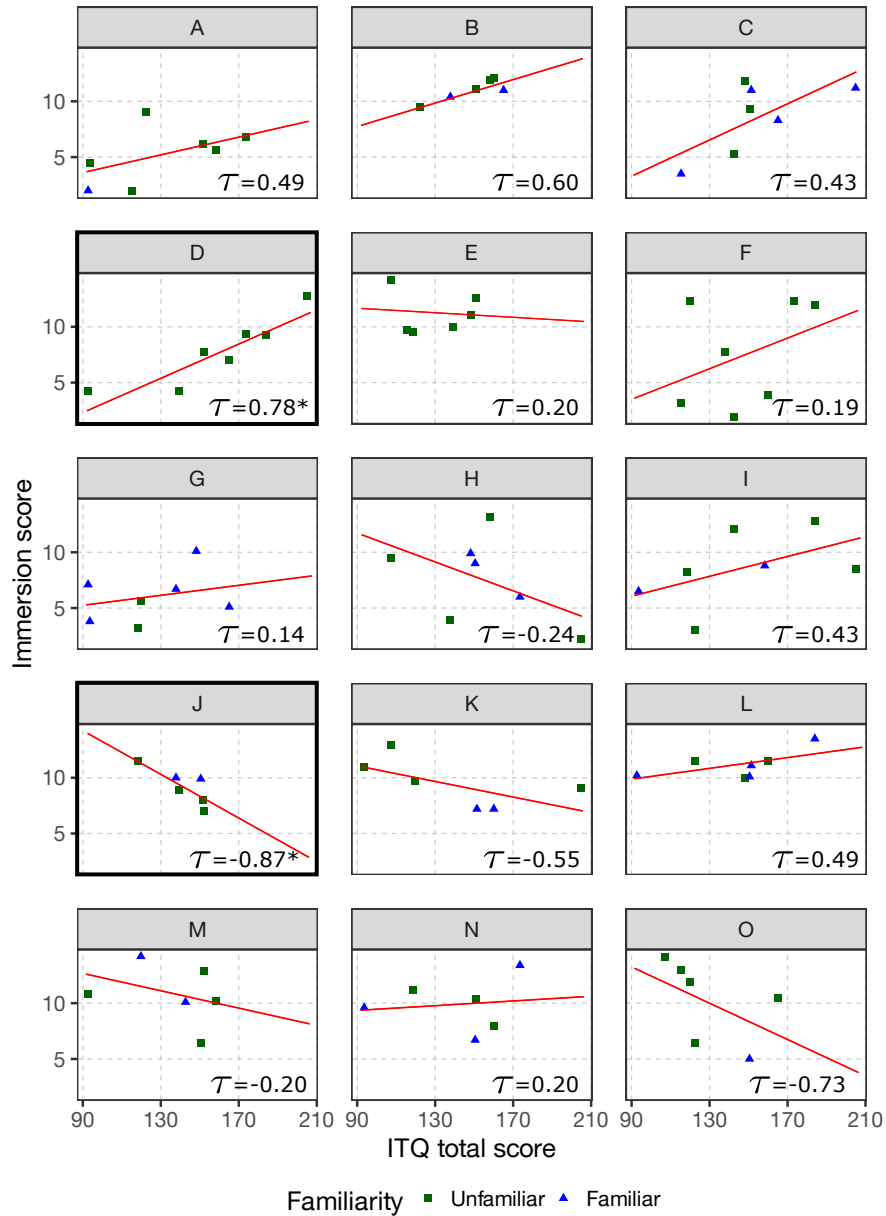 A B C
10
5
τ=0.49 τ=0.60 τ=0.43
D E F
10
5
τ=0.78* τ=0.20 τ=0.19
G H I
10
5
τ=0.14 τ=-0.24 τ=0.43
J K L
10
5
τ=-0.87* τ=-0.55 τ=0.49
M N O
10
5
τ=-0.20 τ=0.20 τ=-0.73
90 130 170 210 90 130 170 210 90 130 170 210
Immersion score
ITQ total score
Familiarity Unfamiliar Familiar